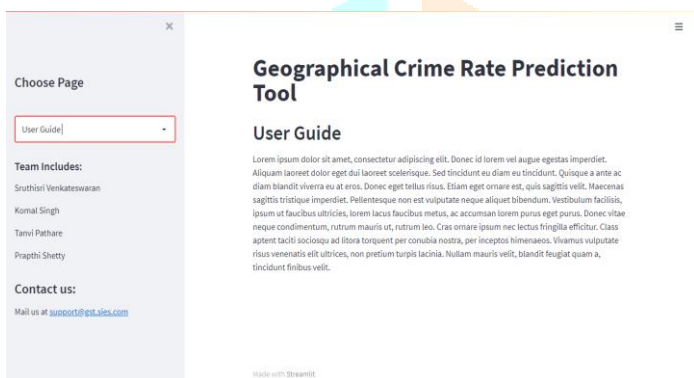 ×
≡
Choose Page
User Guide
Team Includes:
Sruthisri Venkateswaran
Komal Singh
Tanvi Pathare
Prapthi Shetty
Contact us:
Mail us at support@gst.sies.com
Geographical Crime Rate Prediction
Tool
User Guide
Lorem ipsum dolor sit amet, consectetur adipiscing elit. Donec id lorem vel augue egestas imperdiet.
Aliquam laoreet dolor eget dui laoreet scelerisque. Sed tincidunt eu diam eu tincidunt. Quisque a ante ac
diam blandit viverra eu at eros. Donec eget tellus risus. Etiam eget ornare est, quis sagittis velit. Maecenas
sagittis tristique imperdiet. Pellentesque non est vulputate neque aliquet bibendum. Vestibulum facilisis,
ipsum ut faucibus ultricies, lorem lacus faucibus metus, ac accumsan lorem purus eget purus. Donec vitae
neque condimentum, rutrum mauris ut, rutrum leo. Cras ornare ipsum nec lectus fringilla efficitur. Class
aptent taciti sociosqu ad litora torquent per conubia nostra, per inceptos himenaeos. Vivamus vulputate
risus venenatis elit ultrices, non pretium turpis lacinia. Nullam mauris velit, blandit feugiat quam a,
tincidunt finibus velit.
Made with Streamlit